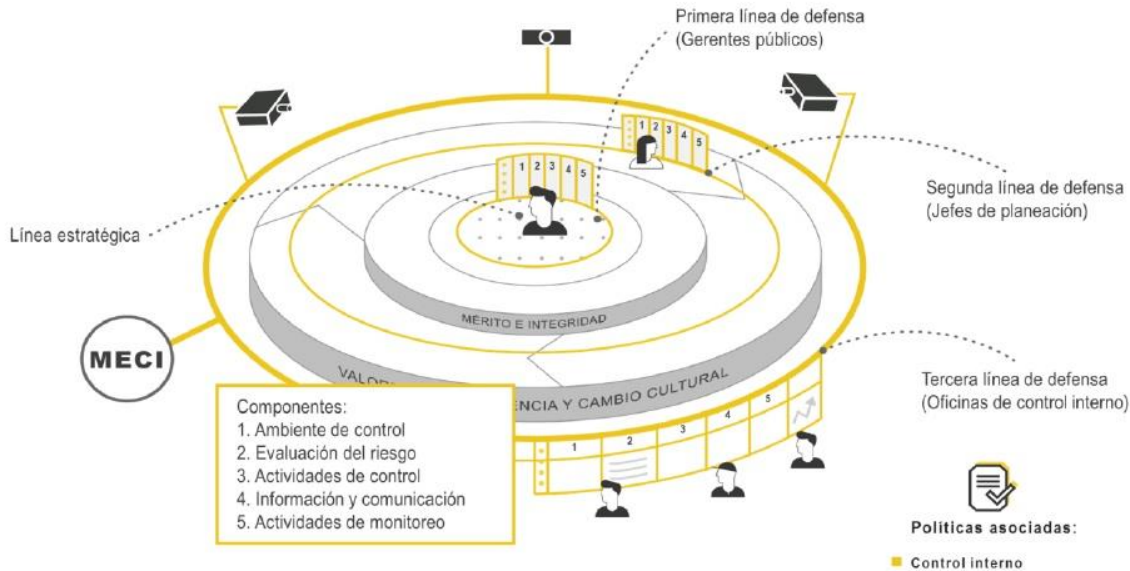 Primera línea de defensa
(Gerentes públicos)
1 2 3 4 5
1 2 3 4 5
Segunda línea de defensa
(Jefes de planeación)
Línea estratégica
MÉRITO E INTEGRIDAD
MECI
CULTURAL
Y CAMBIO
Tercera línea de defensa
(Oficinas de control interno)
Componentes:
1. Ambiente de control
2. Evaluación del riesgo
3. Actividades de control
4. Información y comunicación
5. Actividades de monitoreo
1 2 3 4 5
Políticas asociadas:
Control interno